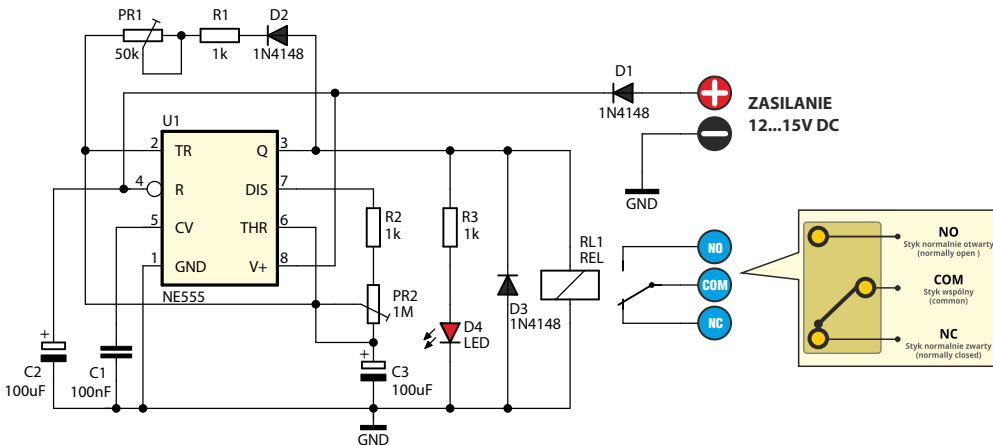 PR1
50k
R1
1k
D2
1N4148
D1
1N4148
+
−
ZASILANIE
12...15V DC
GND
U1
2
TR
Q
3
4
R
DIS
7
5
CV
THR
6
1
GND
V+
8
NE555
R2
1k
PR2
1M
R3
1k
D4
LED
D3
1N4148
RL1
REL
+
C2
100uF
C1
100nF
+
C3
100uF
GND
NO
COM
NC
NO
Styk normalnie otwarty
(normally open )
COM
Styk wspólny
(common)
NC
Styk normalnie zwarty
(normally closed)